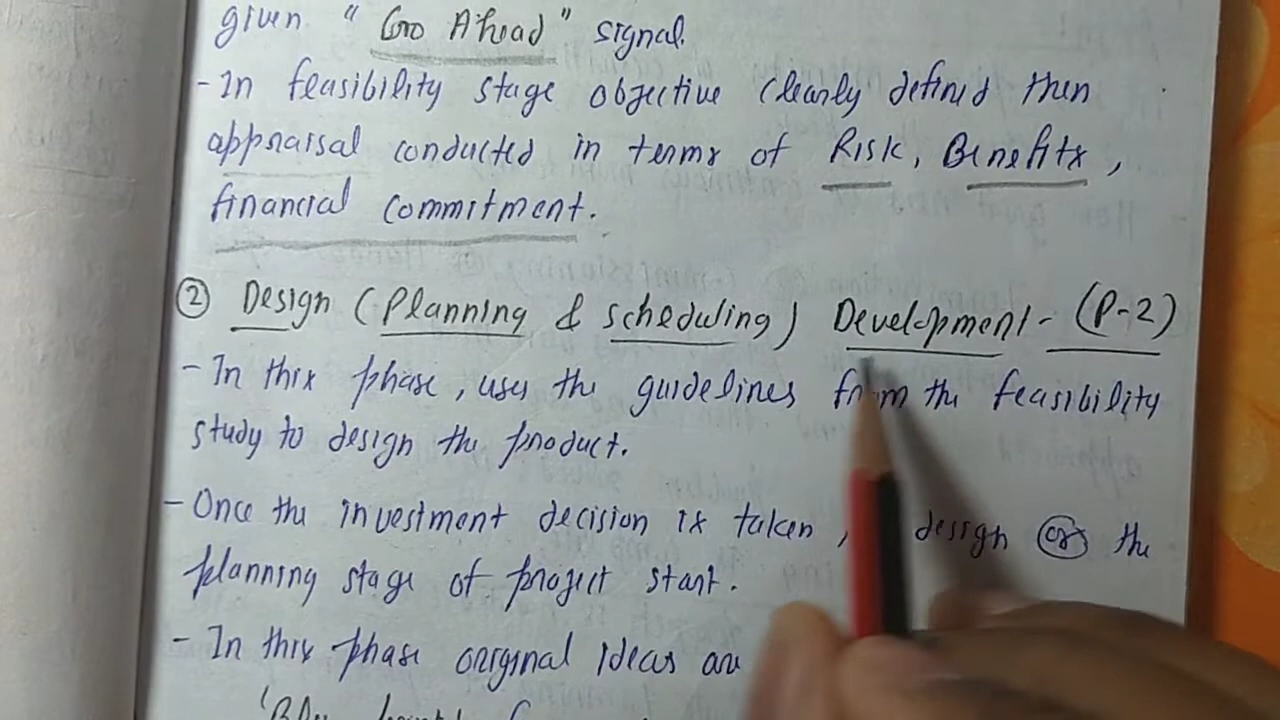 given "Go Ahead" signal.
- In feasibility stage objective clearly defined then
appraisal conducted in terms of Risk, Benefits,
financial commitment.
② Design (Planning & scheduling) Development - (P-2)
- In this phase, uses the guidelines from the feasibility
study to design the product.
- Once the investment decision is taken, design or the
planning stage of project start.
- In this phase original ideas are